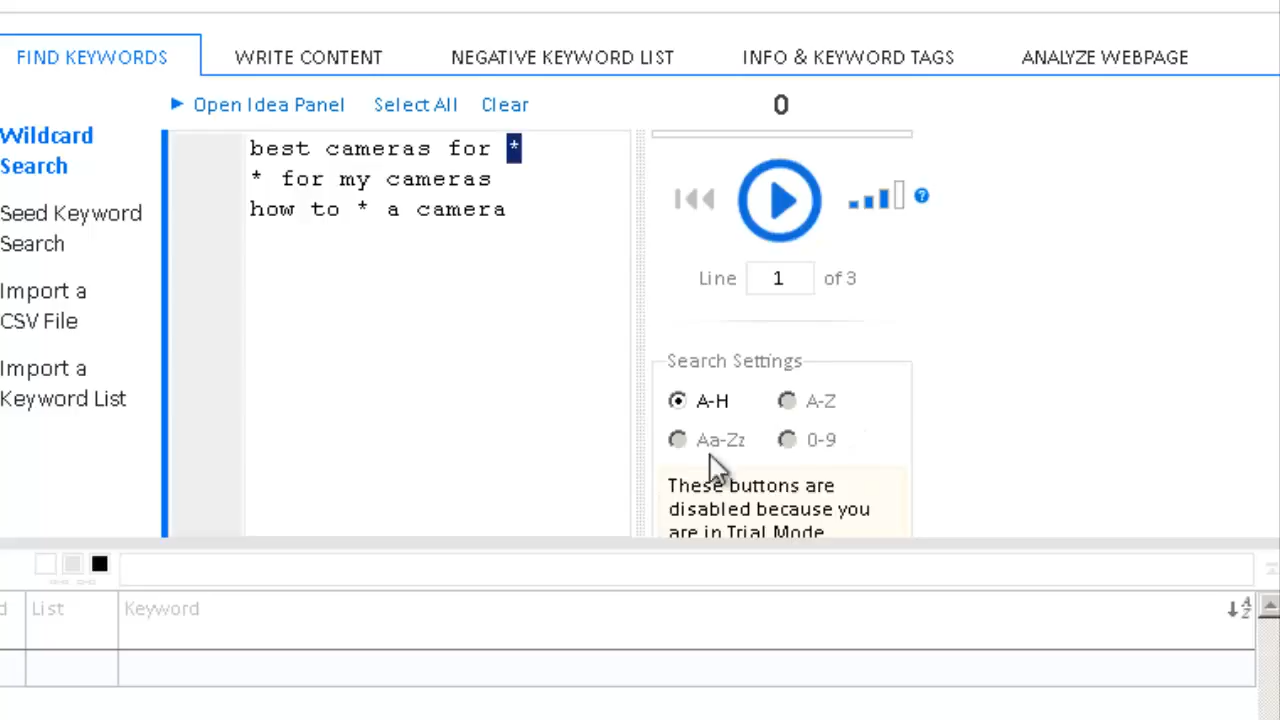 FIND KEYWORDS WRITE CONTENT NEGATIVE KEYWORD LIST INFO & KEYWORD TAGS ANALYZE WEBPAGE
Open Idea Panel Select All Clear
0
Wildcard
Search
Seed Keyword
Search
Import a
CSV File
Import a
Keyword List
best cameras for *
* for my cameras
how to * a camera
?
Line 1 of 3
Search Settings
A-H A-Z
Aa-Zz 0-9
These buttons are
disabled because you
are in Trial Mode
List Keyword
A
Z